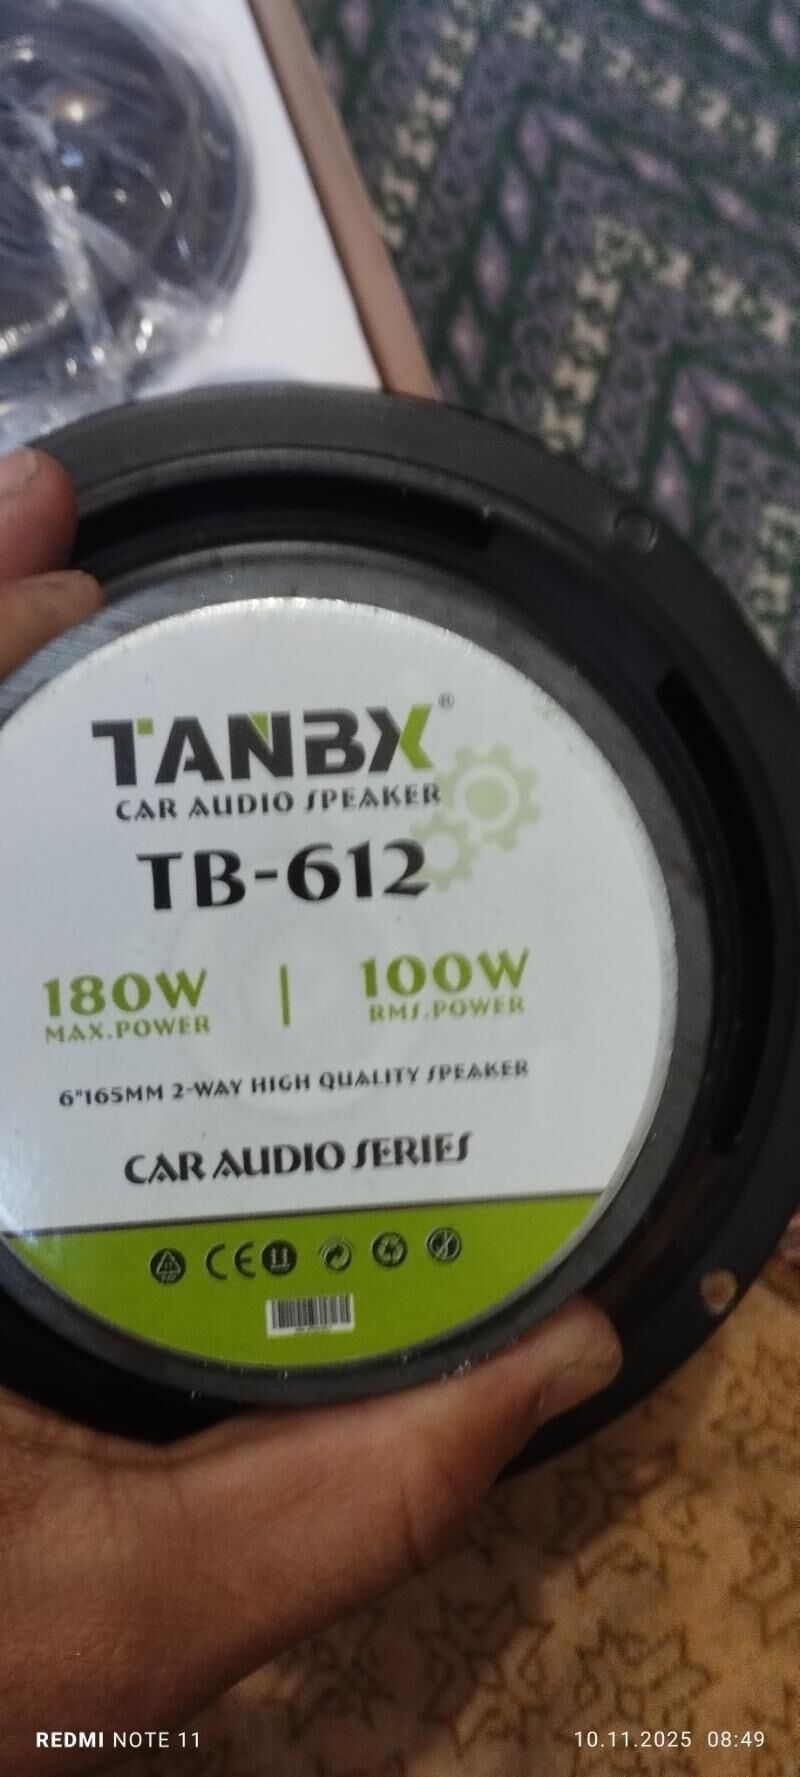 TANBX®
CAR AUDIO SPEAKER
TB-612
180W | 100W
MAX.POWER RMS.POWER
6"165MM 2-WAY HIGH QUALITY SPEAKER
CAR AUDIO SERIES
CE
REDMI NOTE 11
10.11.2025 08:49